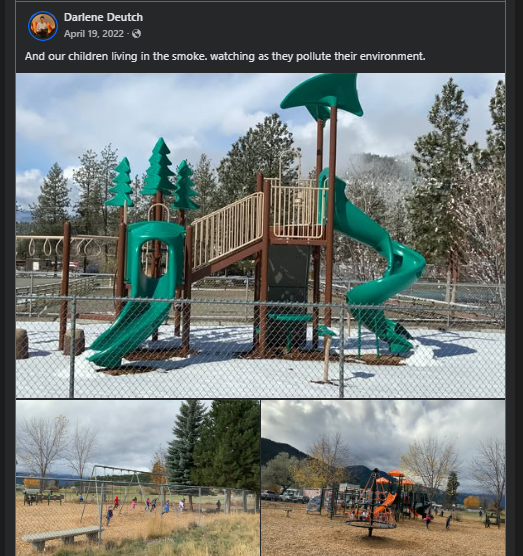 Darlene Deutch
April 19, 2022 ·
And our children living in the smoke. watching as they pollute their environment.